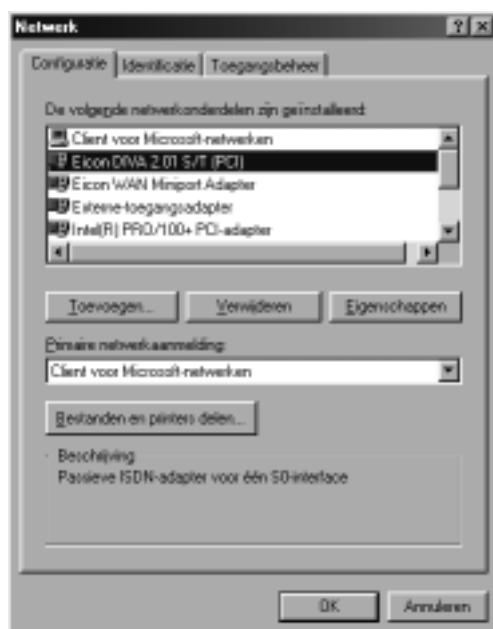 Netwerk
Configuratie Identificatie Toegangsbeheer
De volgende netwerkonderdelen zijn geïnstalleerd:
Client voor Microsoft-netwerken
Eicon DIVA 2.01 S/T (PCI)
Eicon WAN Miniport Adapter
Externe-toegangsadapter
Intel(R) PRO/100+ PCI-adapter
Toevoegen... Verwijderen Eigenschappen
Primaire netwerkaanmelding:
Client voor Microsoft-netwerken
Bestanden en printers delen...
Beschrijving
Passieve ISDN-adapter voor één S0-interface
OK Annuleren